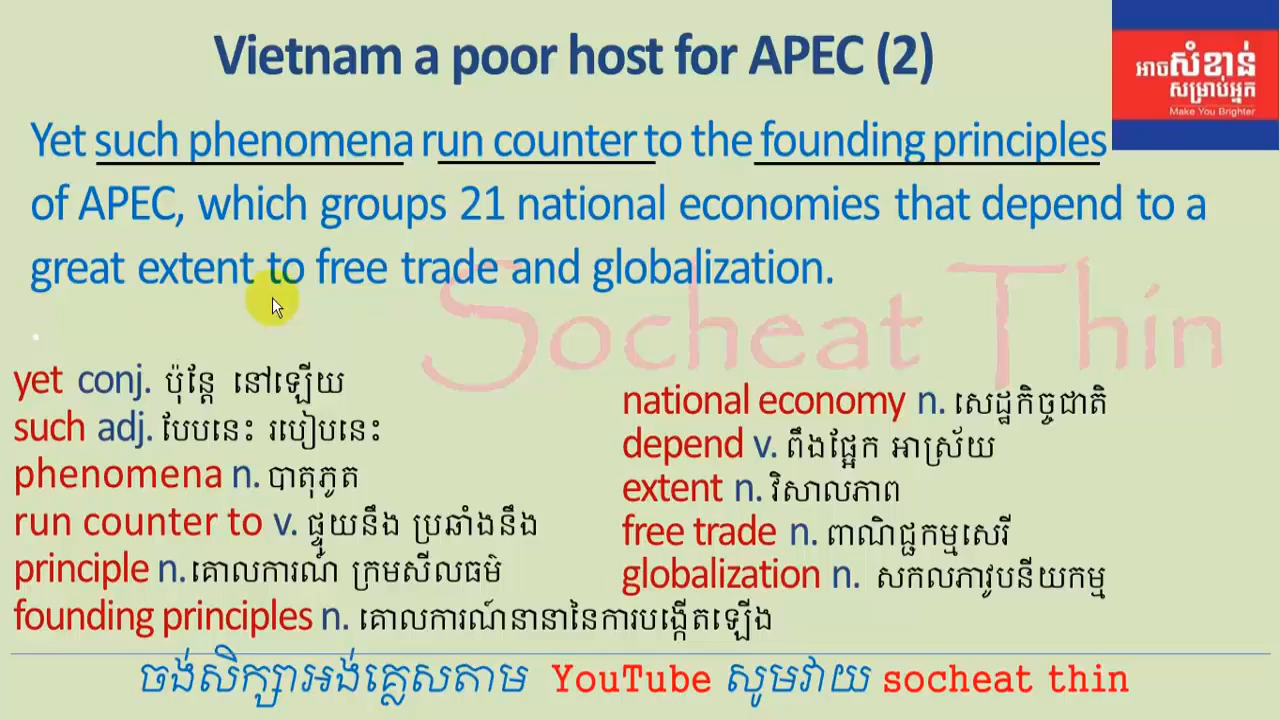 Vietnam a poor host for APEC (2)
អាចសំខាន់
សម្រាប់អ្នក
Make You Brighter
Yet such phenomena run counter to the founding principles
of APEC, which groups 21 national economies that depend to a
great extent to free trade and globalization.
Socheat Thin
yet conj. ប៉ុន្តែ នៅឡើយ
such adj. បែបនេះ របៀបនេះ
phenomena n. បាតុភូត
run counter to v. ផ្ទុយនឹង ប្រឆាំងនឹង
principle n. គោលការណ៍ ក្រមសីលធម៌
founding principles n. គោលការណ៍នានានៃការបង្កើតឡើង
national economy n. សេដ្ឋកិច្ចជាតិ
depend v. ពឹងផ្អែក អាស្រ័យ
extent n. វិសាលភាព
free trade n. ពាណិជ្ជកម្មសេរី
globalization n. សកលភាវូបនីយកម្ម
ចង់សិក្សាអង់គ្លេសតាម YouTube សូមវាយ socheat thin